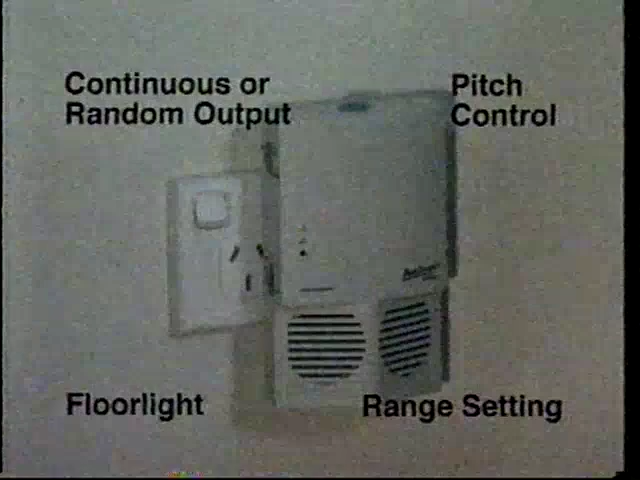 Continuous or
Random Output
Pitch
Control
Floorlight
Range Setting